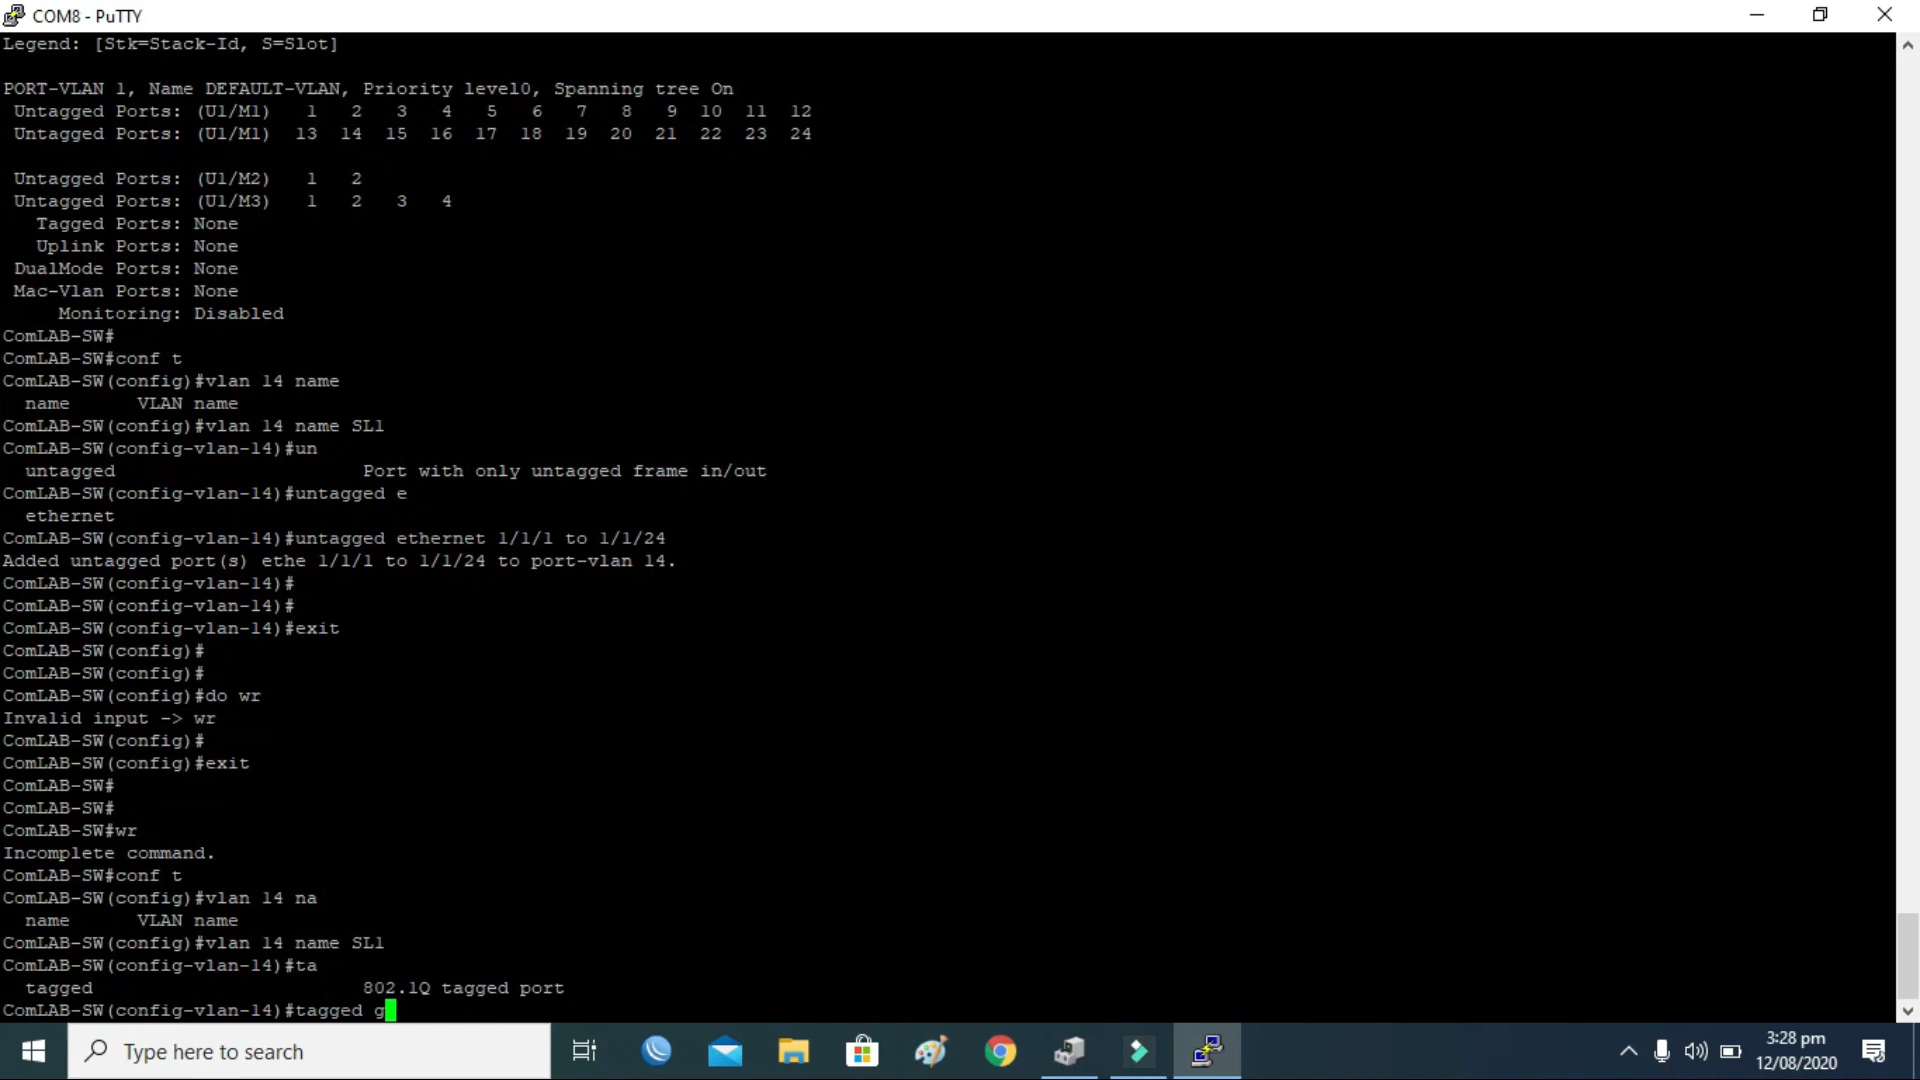 COM8 - PuTTY
Legend: [Stk=Stack-Id, S=Slot]
PORT-VLAN 1, Name DEFAULT-VLAN, Priority level0, Spanning tree On
Untagged Ports: (U1/M1) 1 2 3 4 5 6 7 8 9 10 11 12
Untagged Ports: (U1/M1) 13 14 15 16 17 18 19 20 21 22 23 24
Untagged Ports: (U1/M2) 1 2
Untagged Ports: (U1/M3) 1 2 3 4
Tagged Ports: None
Uplink Ports: None
DualMode Ports: None
Mac-Vlan Ports: None
Monitoring: Disabled
ComLAB-SW#
ComLAB-SW#conf t
ComLAB-SW(config)#vlan 14 name
name VLAN name
ComLAB-SW(config)#vlan 14 name SL1
ComLAB-SW(config-vlan-14)#un
untagged Port with only untagged frame in/out
ComLAB-SW(config-vlan-14)#untagged e
ethernet
ComLAB-SW(config-vlan-14)#untagged ethernet 1/1/1 to 1/1/24
Added untagged port(s) ethe 1/1/1 to 1/1/24 to port-vlan 14.
ComLAB-SW(config-vlan-14)#
ComLAB-SW(config-vlan-14)#
ComLAB-SW(config-vlan-14)#exit
ComLAB-SW(config)#
ComLAB-SW(config)#
ComLAB-SW(config)#do wr
Invalid input -> wr
ComLAB-SW(config)#
ComLAB-SW(config)#exit
ComLAB-SW#
ComLAB-SW#
ComLAB-SW#wr
Incomplete command.
ComLAB-SW#conf t
ComLAB-SW(config)#vlan 14 na
name VLAN name
ComLAB-SW(config)#vlan 14 name SL1
ComLAB-SW(config-vlan-14)#ta
tagged 802.1Q tagged port
ComLAB-SW(config-vlan-14)#tagged g
Type here to search
3:28 pm
12/08/2020